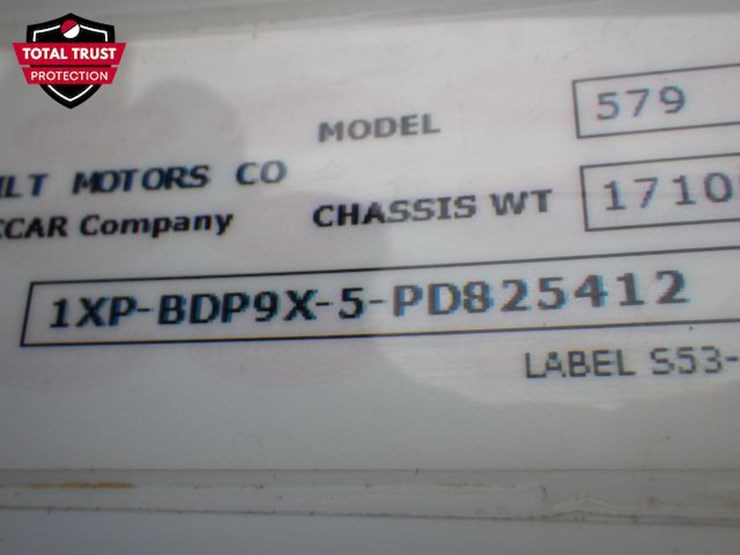 TOTAL TRUST
PROTECTION
MODEL 579
ILT MOTORS CO
CCAR Company
CHASSIS WT 1710
1XP-BDP9X-5-PD825412
LABEL S53-